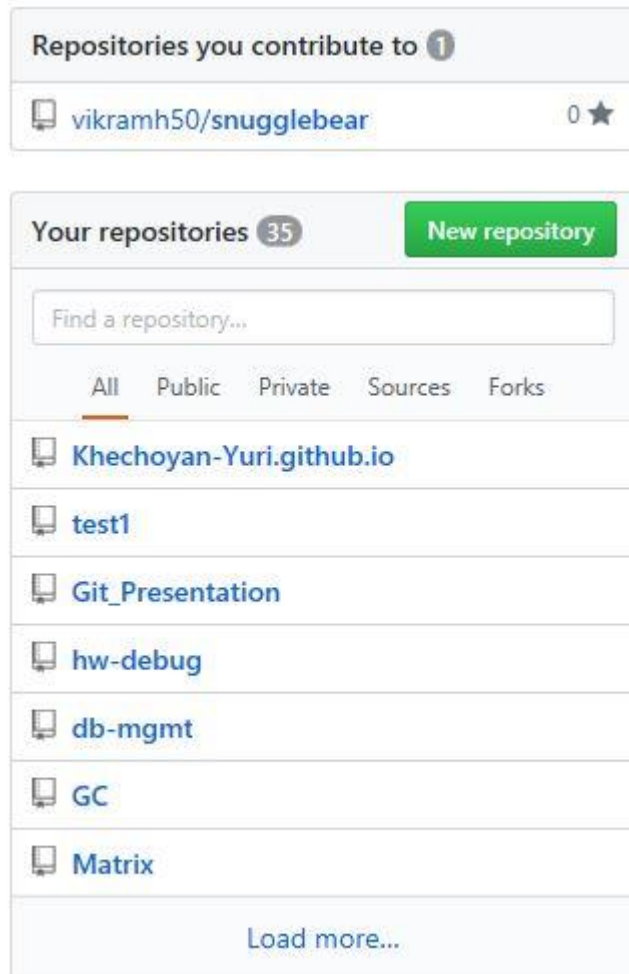 Repositories you contribute to 1
vikramh50/snugglebear 0
Your repositories 35 New repository
Find a repository...
All Public Private Sources Forks
Khechoyan-Yuri.github.io
test1
Git_Presentation
hw-debug
db-mgmt
GC
Matrix
Load more...